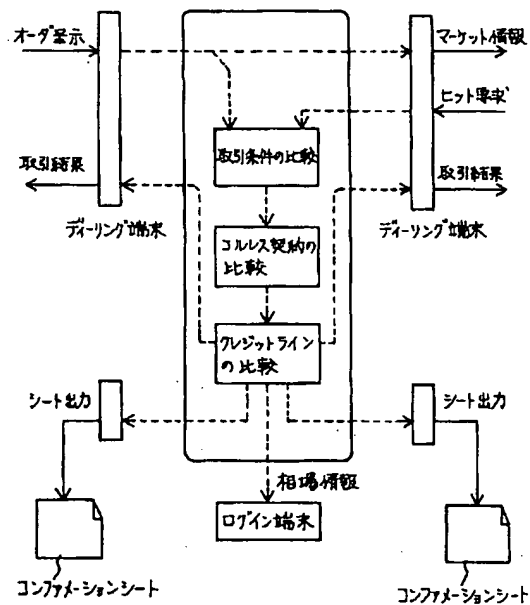 オーダ呈示
マーケット情報
ヒット要求
取引結果
取引結果
取引条件の比較
ディーリング端末
ディーリング端末
コルレス契約の
比較
クレジットライン
の比較
シート出力
シート出力
相場情報
ログイン端末
コンファメーションシート
コンファメーションシート